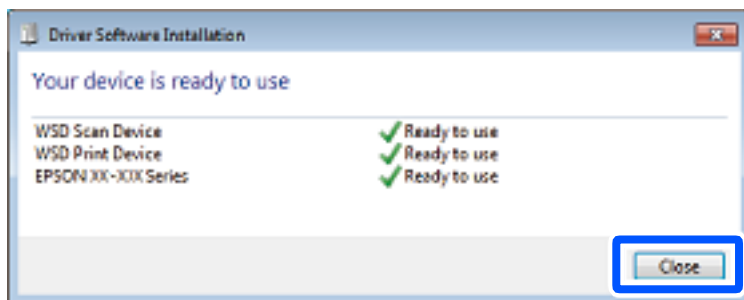 Driver Software Installation
Your device is ready to use
WSD Scan Device Ready to use
WSD Print Device Ready to use
EPSON XX-XXX Series Ready to use
Close